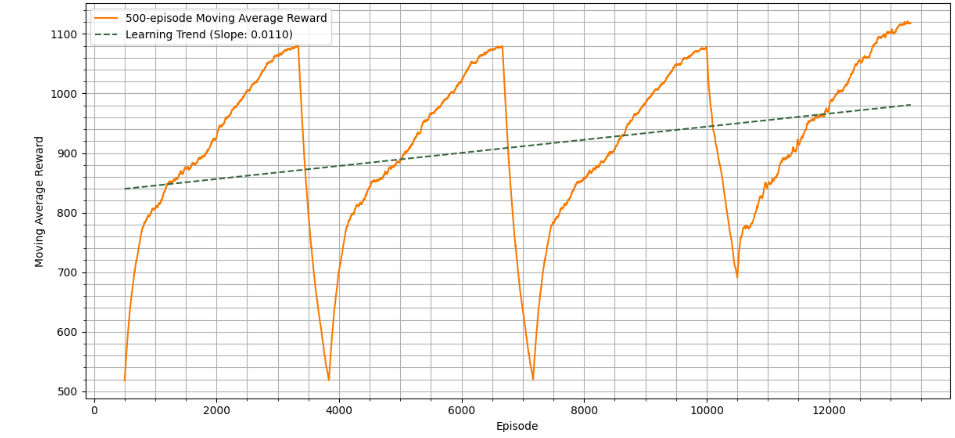 500-episode Moving Average Reward
Learning Trend (Slope: 0.0110)
Moving Average Reward
1100
1000
900
800
700
600
500
0 2000 4000 6000 8000 10000 12000
Episode